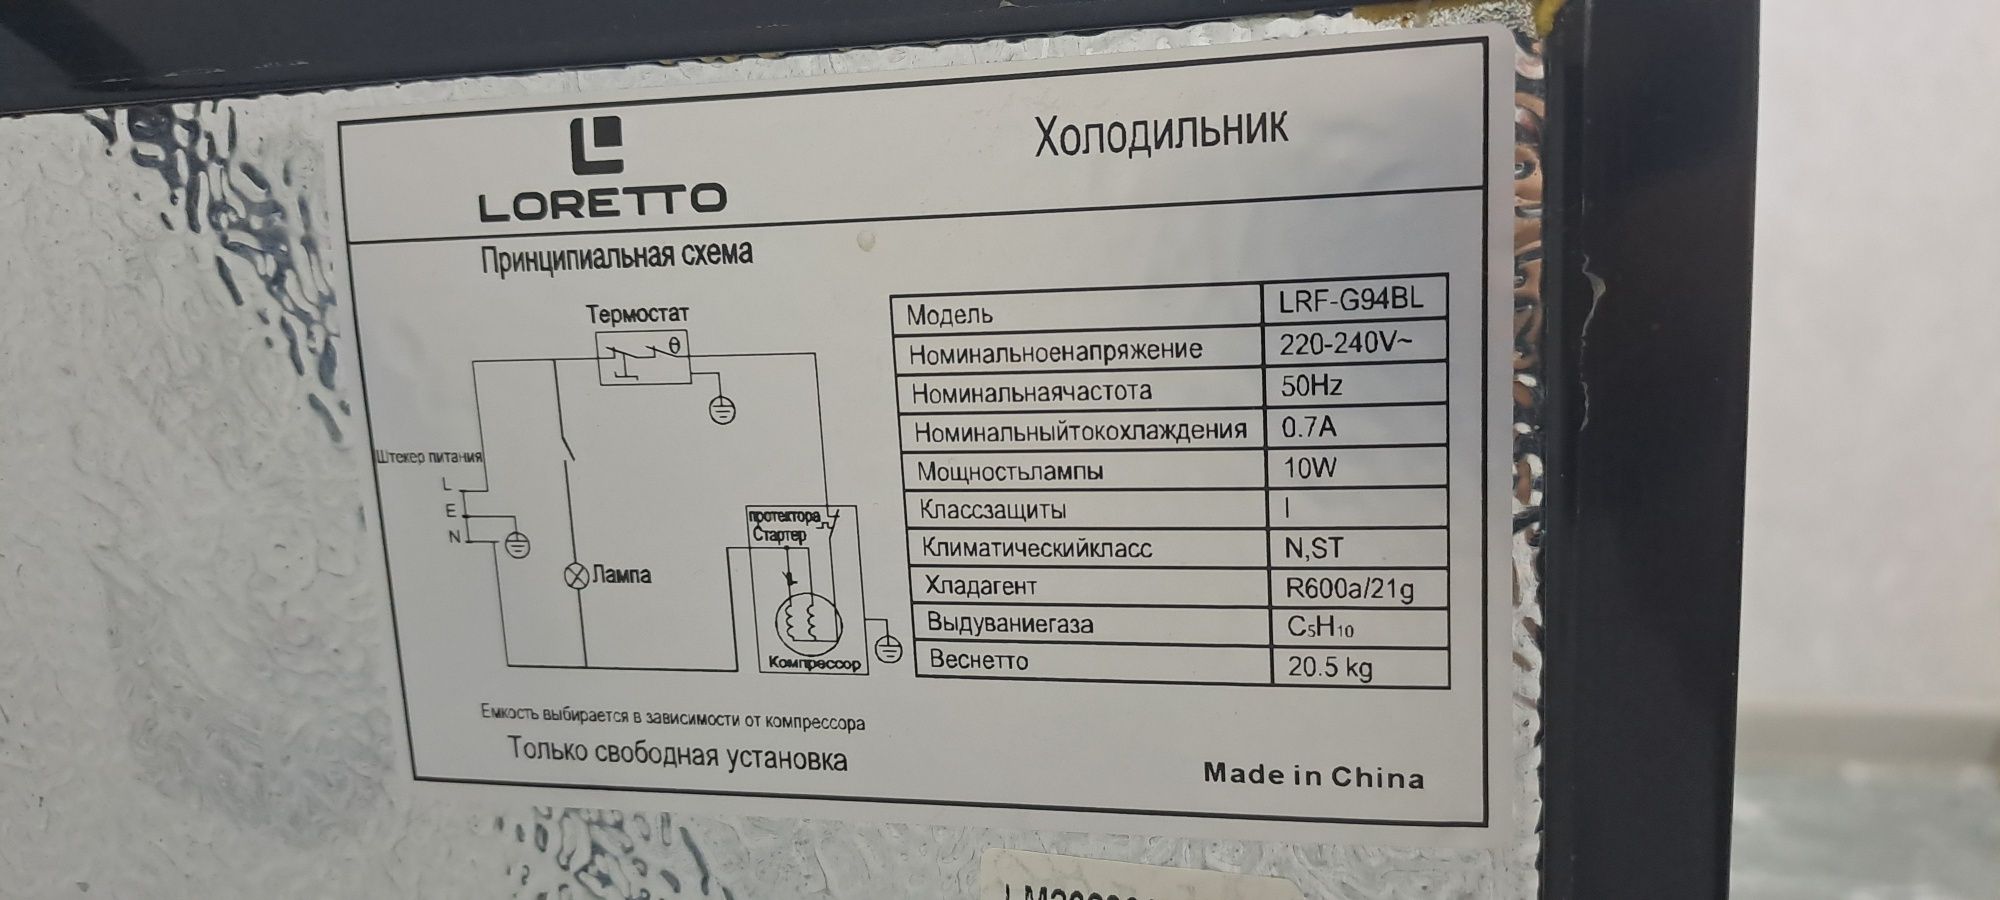 LORETTO
Холодильник
Принципиальная схема
Термостат
θ
Штекер питания
L
E
N
Лампа
протектора
Стартер
Компрессор
Модель LRF-G94BL
Номинальноенапряжение 220-240V~
Номинальнаячастота 50Hz
Номинальныйтокохлаждения 0.7A
Мощностьлампы 10W
Классзащиты I
Климатическийкласс N,ST
Хладагент R600a/21g
Выдуваниегаза C₅H₁₀
Веснетто 20.5 kg
Емкость выбирается в зависимости от компрессора
Только свободная установка
Made in China